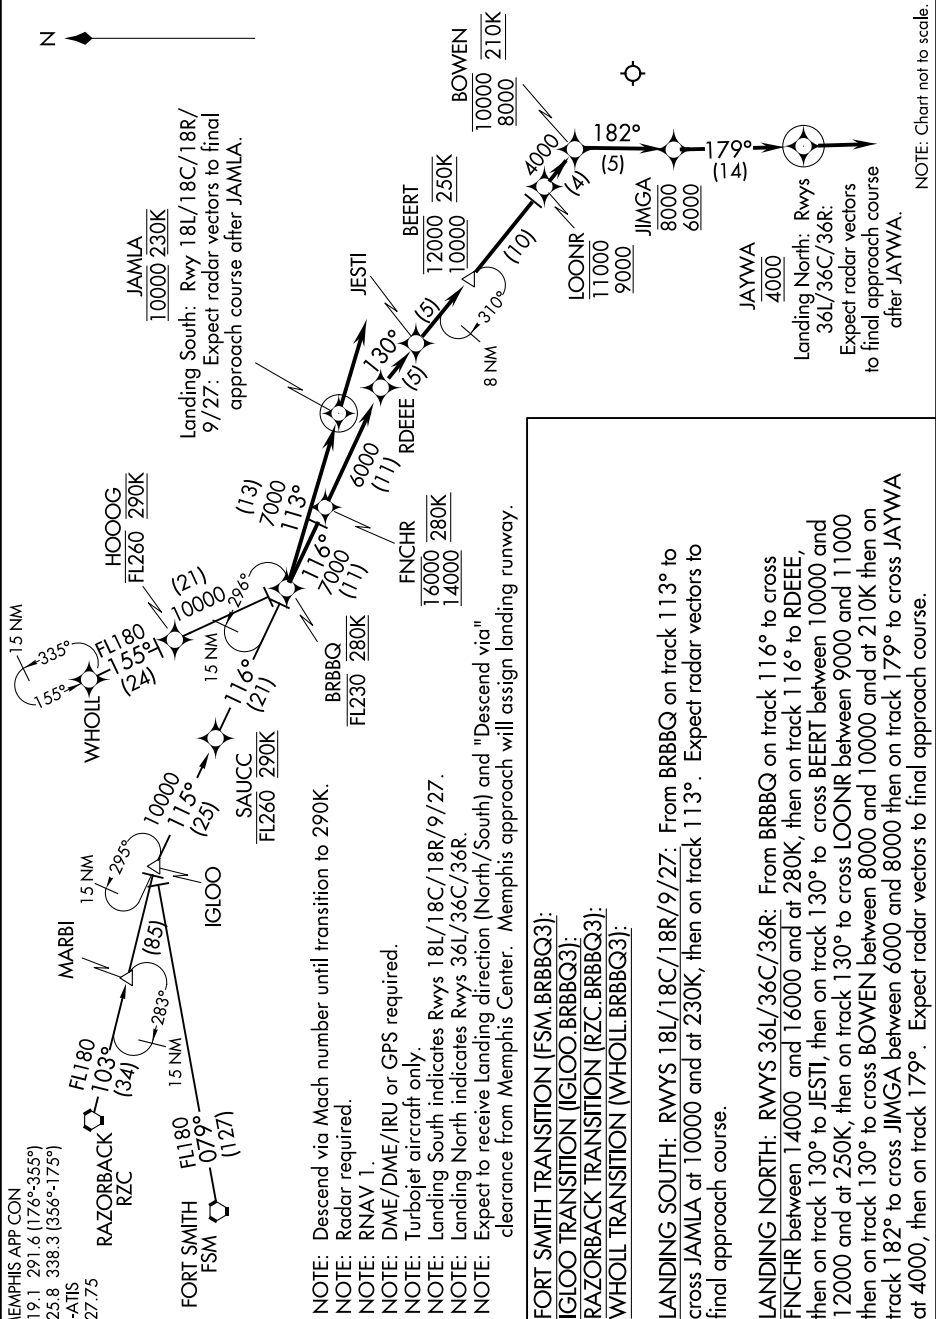 MEMPHIS APP CON
19.1 291.6 (176°-355°)
25.8 338.3 (356°-175°)
-ATIS
27.75
RAZORBACK
RZC
FL180
103°
(34)
MARBI
15 NM
283°
(85)
FORT SMITH
FSM
FL180
079°
(127)
15 NM
295°
IGLOO
10000
115°
(25)
SAUCC
FL260 290K
116°
(21)
15 NM
155°
335°
WHOLL
FL180
155°
(24)
HOOOG
FL260 290K
(21)
10000
15 NM
296°
BRBBQ
FL230 280K
(13)
7000
113°
116°
7000
(11)
FNCHR
16000 280K
14000
JAMLA
10000 230K
Landing South: Rwy 18L/18C/18R/
9/27: Expect radar vectors to final
approach course after JAMLA.
6000
(11)
RDEEE
130°
(5)
JESTI
(5)
BEERT
12000 250K
10000
310°
8 NM
(10)
LOONR
11000
9000
4000
(4)
BOWEN
10000 210K
8000
182°
(5)
JIMGA
8000
6000
179°
(14)
JAYWA
4000
Landing North: Rwys
36L/36C/36R:
Expect radar vectors
to final approach course
after JAYWA.
N
NOTE: Chart not to scale.
NOTE: Descend via Mach number until transition to 290K.
NOTE: Radar required.
NOTE: RNAV 1.
NOTE: DME/DME/IRU or GPS required.
NOTE: Turbojet aircraft only.
NOTE: Landing South indicates Rwys 18L/18C/18R/9/27.
NOTE: Landing North indicates Rwys 36L/36C/36R.
NOTE: Expect to receive Landing direction (North/South) and "Descend via"
clearance from Memphis Center. Memphis approach will assign landing runway.
FORT SMITH TRANSITION (FSM.BRBBQ3):
IGLOO TRANSITION (IGLOO.BRBBQ3):
RAZORBACK TRANSITION (RZC.BRBBQ3):
WHOLL TRANSITION (WHOLL.BRBBQ3):
LANDING SOUTH: RWYS 18L/18C/18R/9/27: From BRBBQ on track 113° to
cross JAMLA at 10000 and at 230K, then on track 113°. Expect radar vectors to
final approach course.
LANDING NORTH: RWYS 36L/36C/36R: From BRBBQ on track 116° to cross
FNCHR between 14000 and 16000 and at 280K, then on track 116° to RDEEE,
then on track 130° to JESTI, then on track 130° to cross BEERT between 10000 and
12000 and at 250K, then on track 130° to cross LOONR between 9000 and 11000
then on track 130° to cross BOWEN between 8000 and 10000 and at 210K then on
track 182° to cross JIMGA between 6000 and 8000 then on track 179° to cross JAYWA
at 4000, then on track 179°. Expect radar vectors to final approach course.